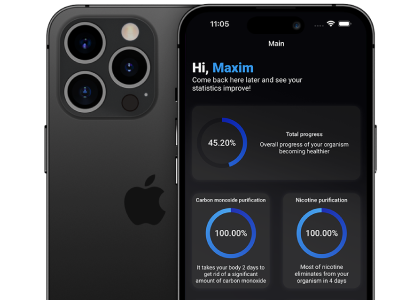 11:05
Main
Hi, Maxim
Come back here later and see your
statistics improve!
45.20%
Total progress
Overall progress of your organism
becoming healthier
Carbon monoxide purification
100.00%
It takes your body 2 days to
get rid of a significant
amount of carbon monoxide
Nicotine purification
100.00%
Most of nicotine
eliminates from your
organism in 4 days